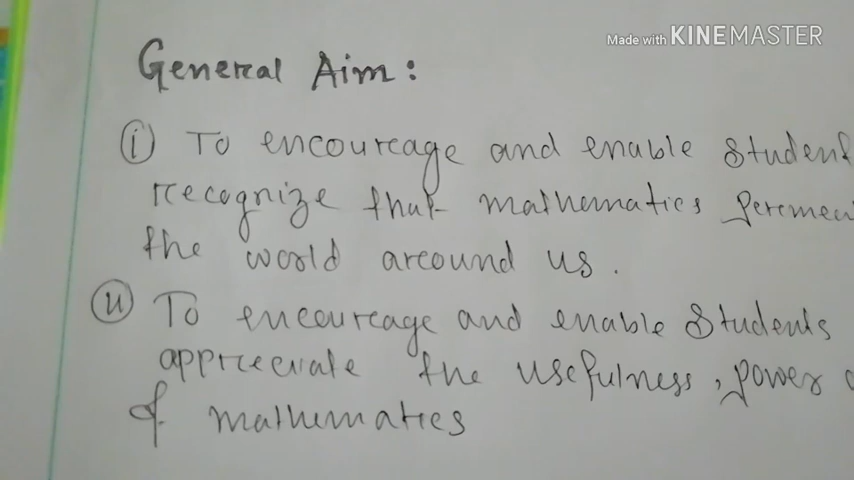 Made with KINEMASTER
General Aim :
(i) To encourage and enable Student
recognize that mathematics
the world around us .
(ii) To encourage and enable Students
appreciate the usefulness , power
of mathematics